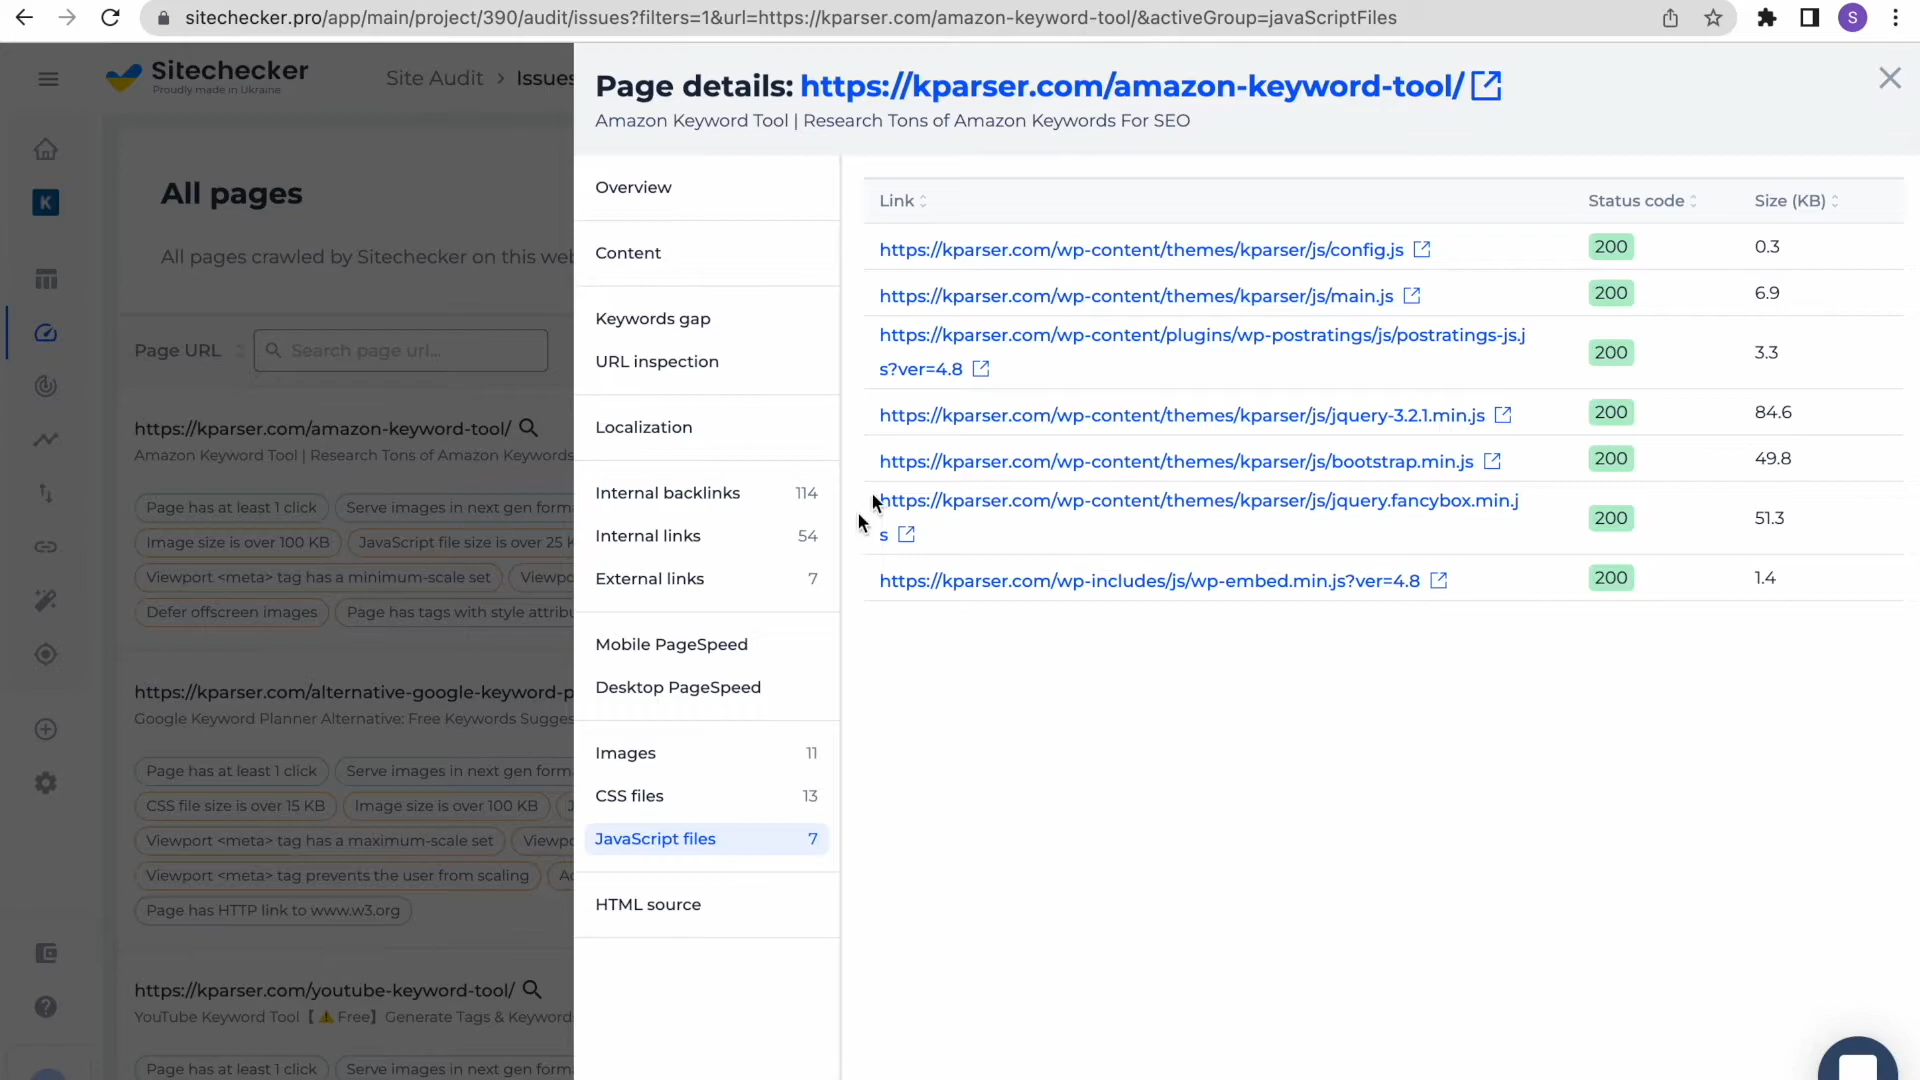 sitechecker.pro/app/main/project/390/audit/issues?filters=1&url=https://kparser.com/amazon-keyword-tool/&activeGroup=javaScriptFiles
S
Sitechecker
Proudly made in Ukraine
Site Audit > Issues
K
All pages
All pages crawled by Sitechecker on this
Page URL
Search page url...
https://kparser.com/amazon-keyword-tool/
Amazon Keyword Tool | Research Tons of Amazon Keywords
Page has at least 1 click
Serve images in next gen
Image size is over 100 KB
JavaScript file size is over 25
Viewport <meta> tag has a minimum-scale set
Defer offscreen images
Page has tags with style
https://kparser.com/alternative-google-keyword-p
Google Keyword Planner Alternative: Free Keywords
Page has at least 1 click
Serve images in next gen
CSS file size is over 15 KB
Image size is over 100 KB
Viewport <meta> tag has a maximum-scale set
Viewport <meta> tag prevents the user from scaling
Page has HTTP link to www.w3.org
https://kparser.com/youtube-keyword-tool/
YouTube Keyword Tool【⚠️Free】Generate Tags & Keyword
Page has at least 1 click
Serve images in next gen
Page details: https://kparser.com/amazon-keyword-tool/
Amazon Keyword Tool | Research Tons of Amazon Keywords For SEO
Overview
Content
Keywords gap
URL inspection
Localization
Internal backlinks 114
Internal links 54
External links 7
Mobile PageSpeed
Desktop PageSpeed
Images 11
CSS files 13
JavaScript files 7
HTML source
Link Status code Size (KB)
https://kparser.com/wp-content/themes/kparser/js/config.js 200 0.3
https://kparser.com/wp-content/themes/kparser/js/main.js 200 6.9
https://kparser.com/wp-content/plugins/wp-postratings/js/postratings-js.j
s?ver=4.8 200 3.3
https://kparser.com/wp-content/themes/kparser/js/jquery-3.2.1.min.js 200 84.6
https://kparser.com/wp-content/themes/kparser/js/bootstrap.min.js 200 49.8
https://kparser.com/wp-content/themes/kparser/js/jquery.fancybox.min.j
s 200 51.3
https://kparser.com/wp-includes/js/wp-embed.min.js?ver=4.8 200 1.4